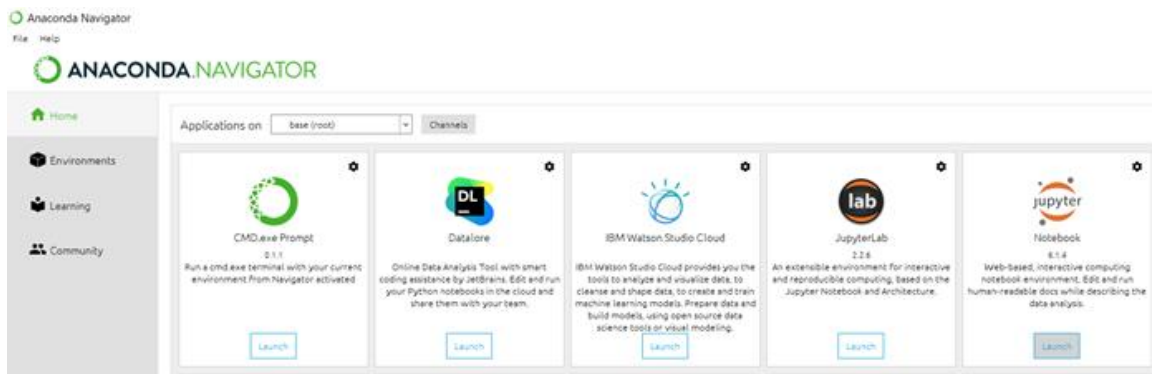 Anaconda Navigator
File Help
ANACONDA.NAVIGATOR
Home
Environments
Learning
Community
Applications on base (root) Channels
CMD.exe Prompt
0.1.1
Run a cmd.exe terminal with your current
environment from Navigator activated
Launch
DL
Datalore
Online Data Analysis Tool with smart
coding assistance by JetBrains. Edit and run
your Python notebooks in the cloud and
share them with your team.
Launch
IBM Watson Studio Cloud
IBM Watson Studio Cloud provides you the
tools to analyze and visualize data, to
cleanse and shape data, to create and train
machine learning models. Prepare data and
build models, using open source data
science tools or visual modeling.
Launch
lab
JupyterLab
2.2.6
An extensible environment for interactive
and reproducible computing, based on the
Jupyter Notebook and Architecture.
Launch
jupyter
Notebook
6.1.4
Web-based, interactive computing
notebook environment. Edit and run
human-readable docs while describing the
data analysis.
Launch